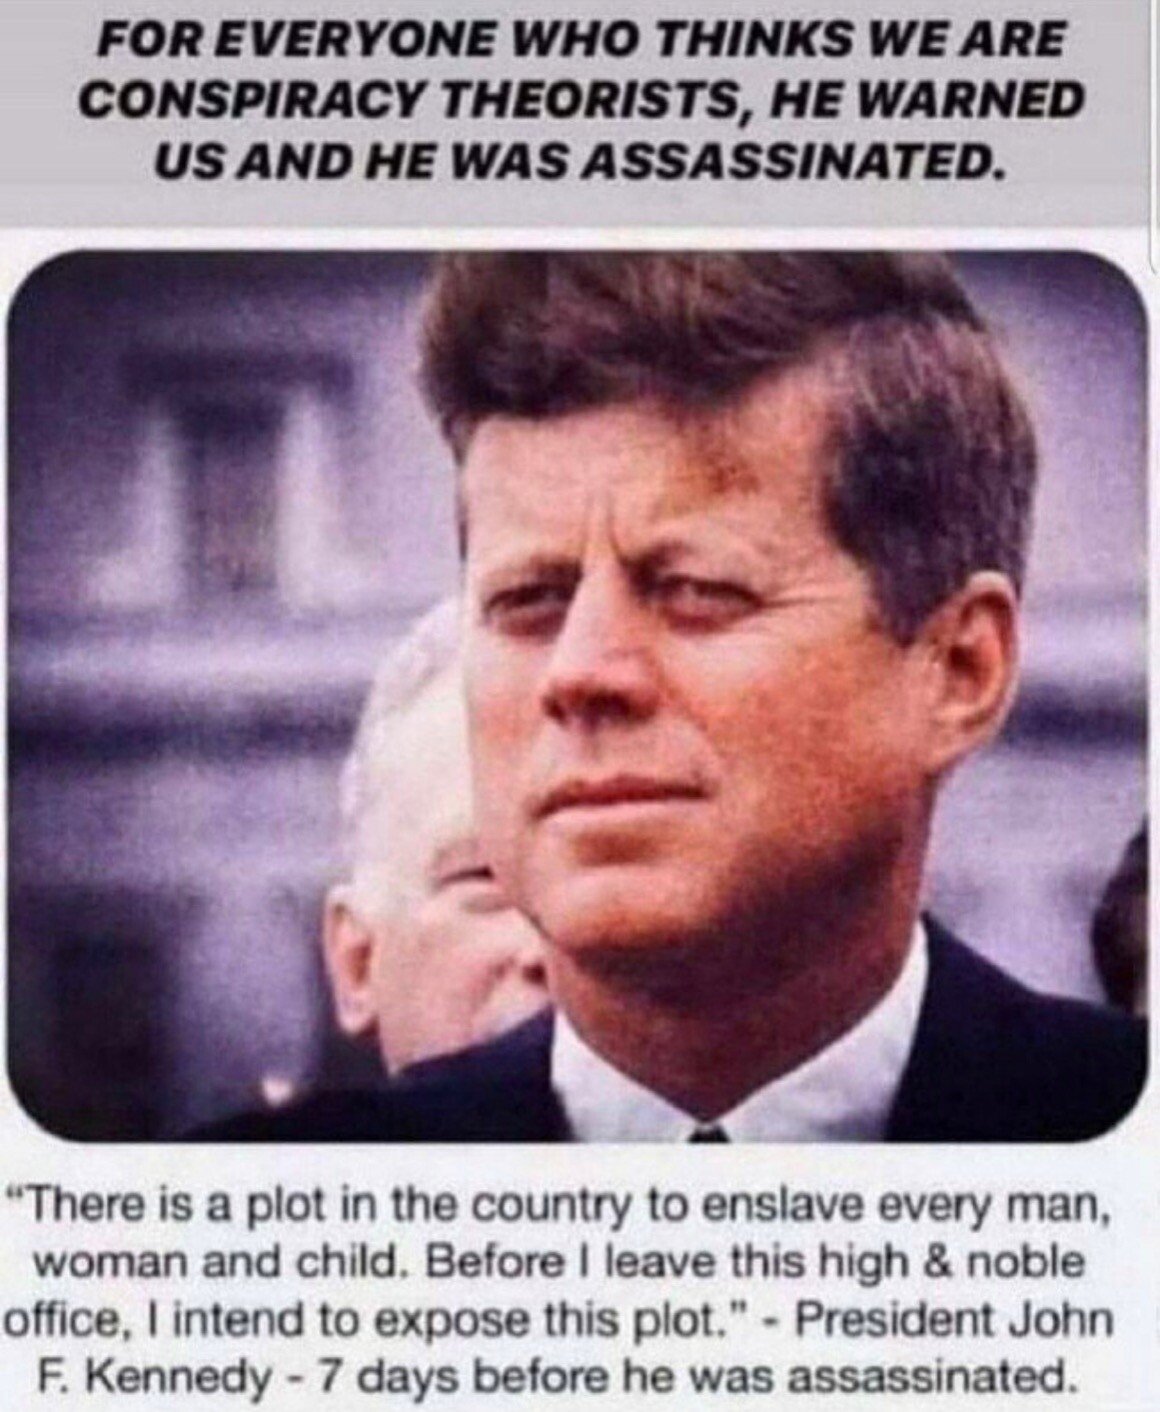 FOR EVERYONE WHO THINKS WE ARE
CONSPIRACY THEORISTS, HE WARNED
US AND HE WAS ASSASSINATED.
“There is a plot in the country to enslave every man,
woman and child. Before I leave this high & noble
office, I intend to expose this plot." - President John
F. Kennedy - 7 days before he was assassinated.